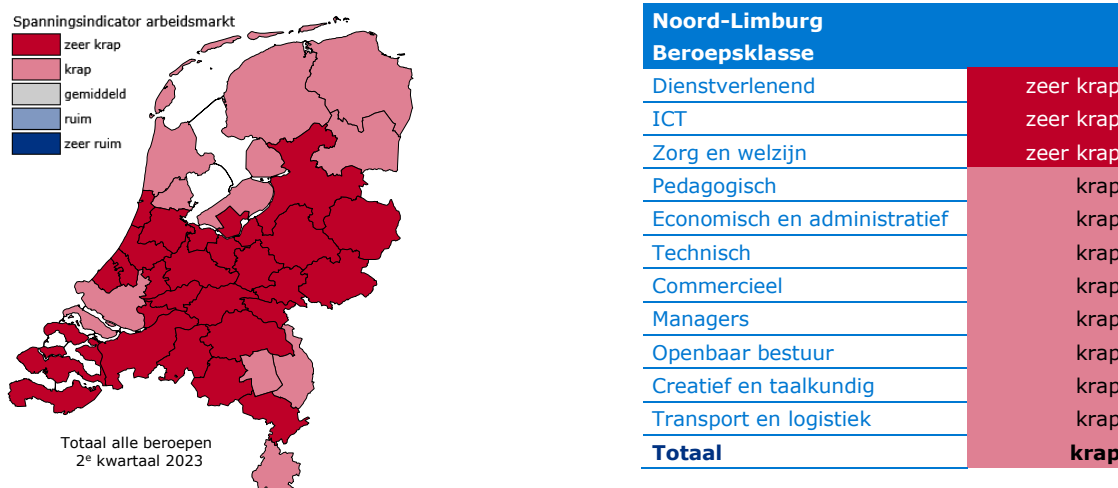 Spanningsindicator arbeidsmarkt
zeer krap
krap
gemiddeld
ruim
zeer ruim
Totaal alle beroepen
2e kwartaal 2023
Noord-Limburg
Beroepsklasse
Dienstverlenend zeer krap
ICT zeer krap
Zorg en welzijn zeer krap
Pedagogisch krap
Economisch en administratief krap
Technisch krap
Commercieel krap
Managers krap
Openbaar bestuur krap
Creatief en taalkundig krap
Transport en logistiek krap
Totaal krap